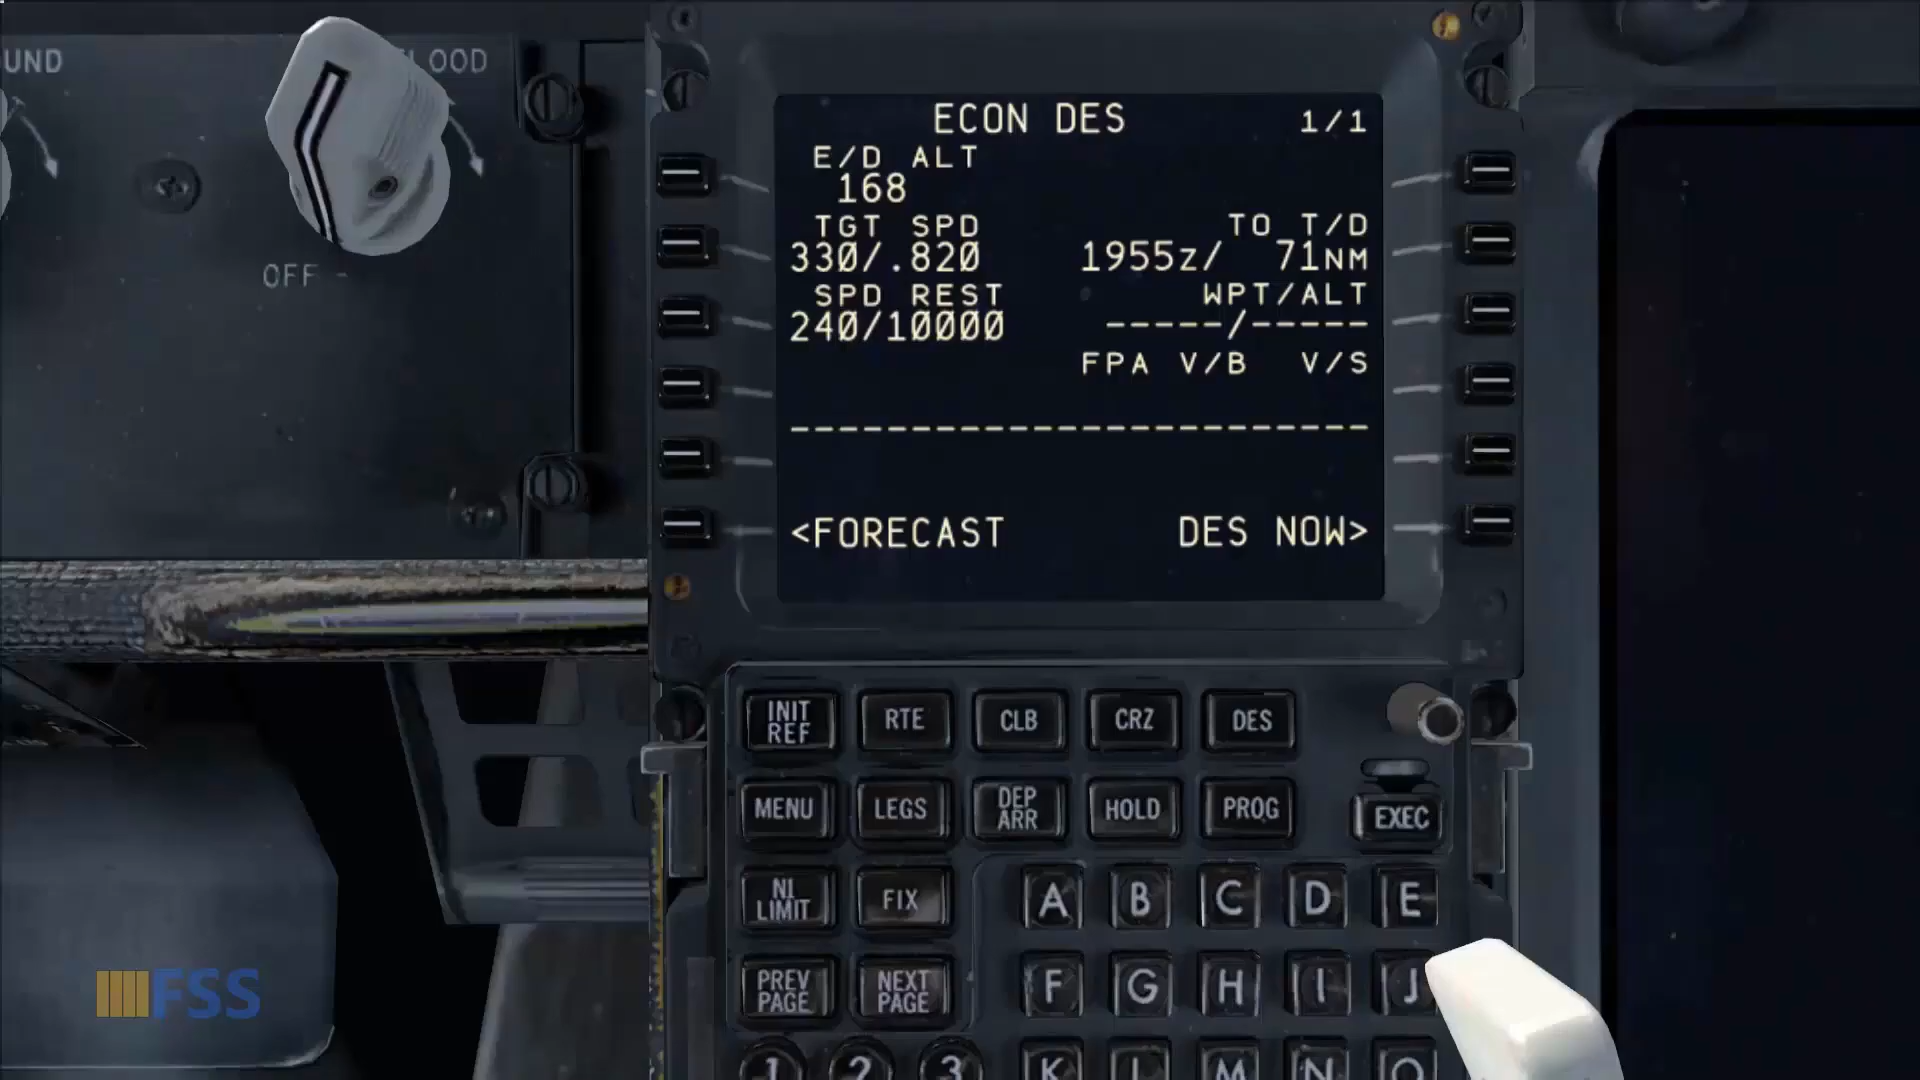 UND
LOOD
OFF -
ECON DES 1/1
E/D ALT
168
TGT SPD TO T/D
330/.820 1955z/ 71NM
SPD REST WPT/ALT
240/10000 -----/-----
FPA V/B V/S
------------------------
<FORECAST DES NOW>
INIT REF RTE CLB CRZ DES
MENU LEGS DEP ARR HOLD PROG EXEC
N1 LIMIT FIX
A B C D E
PREV PAGE NEXT PAGE
F G H I J
1 2 3
K L M N O
FSS